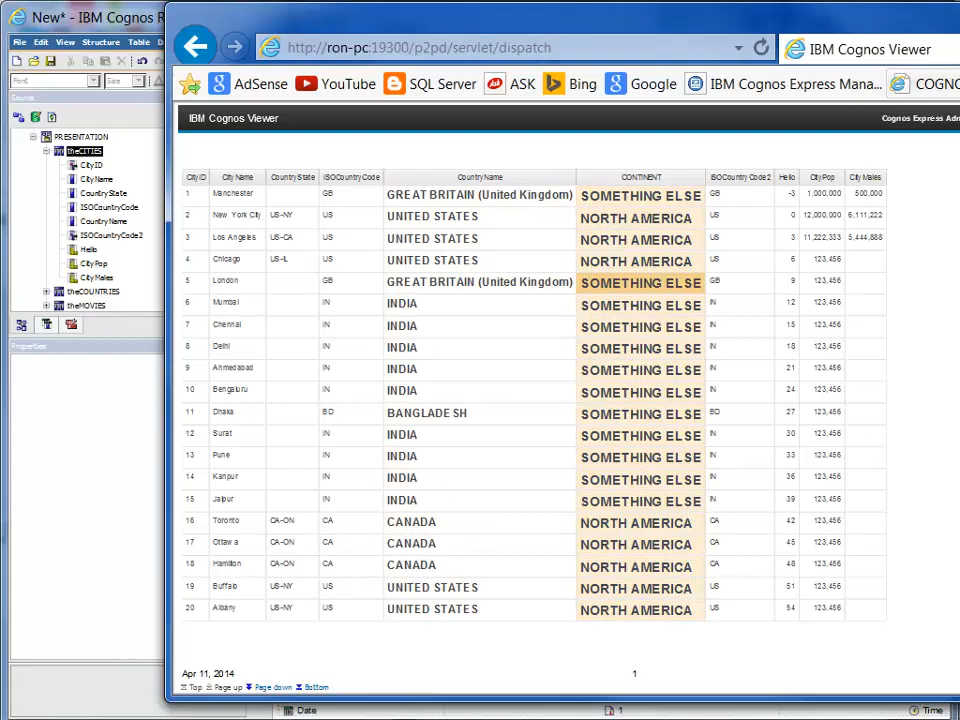 New* - IBM Cognos R
File Edit View Structure Table D
Font Size
Source
PRESENTATION
theCITIES
CityID
CityName
CountryState
ISOCountryCode
CountryName
ISOCountryCode2
Hello
CityPop
CityMales
theCOUNTRIES
theMOVIES
Properties
http://ron-pc:19300/p2pd/servlet/dispatch
IBM Cognos Viewer
AdSense YouTube SQL Server ASK Bing Google IBM Cognos Express Mana... COGNO
IBM Cognos Viewer Cognos Express Adm
CityID CityName CountryState ISOCountryCode CountryName CONTINENT ISOCountryCode2 Hello CityPop CityMales
1 Manchester GB GREAT BRITAIN (United Kingdom) SOMETHING ELSE GB -3 1,000,000 500,000
2 New York City US-NY US UNITED STATES NORTH AMERICA US 0 12,000,000 6,111,222
3 Los Angeles US-CA US UNITED STATES NORTH AMERICA US 3 11,222,333 5,444,888
4 Chicago US-IL US UNITED STATES NORTH AMERICA US 6 123,456
5 London GB GREAT BRITAIN (United Kingdom) SOMETHING ELSE GB 9 123,456
6 Mumbai IN INDIA SOMETHING ELSE IN 12 123,456
7 Chennai IN INDIA SOMETHING ELSE IN 15 123,456
8 Delhi IN INDIA SOMETHING ELSE IN 18 123,456
9 Ahmedabad IN INDIA SOMETHING ELSE IN 21 123,456
10 Bengaluru IN INDIA SOMETHING ELSE IN 24 123,456
11 Dhaka BD BANGLADESH SOMETHING ELSE BD 27 123,456
12 Surat IN INDIA SOMETHING ELSE IN 30 123,456
13 Pune IN INDIA SOMETHING ELSE IN 33 123,456
14 Kanpur IN INDIA SOMETHING ELSE IN 36 123,456
15 Jaipur IN INDIA SOMETHING ELSE IN 39 123,456
16 Toronto CA-ON CA CANADA NORTH AMERICA CA 42 123,456
17 Ottawa CA-ON CA CANADA NORTH AMERICA CA 45 123,456
18 Hamilton CA-ON CA CANADA NORTH AMERICA CA 48 123,456
19 Buffalo US-NY US UNITED STATES NORTH AMERICA US 51 123,456
20 Albany US-NY US UNITED STATES NORTH AMERICA US 54 123,456
Apr 11, 2014 1
Top Page up Page down Bottom
Date 1 Time